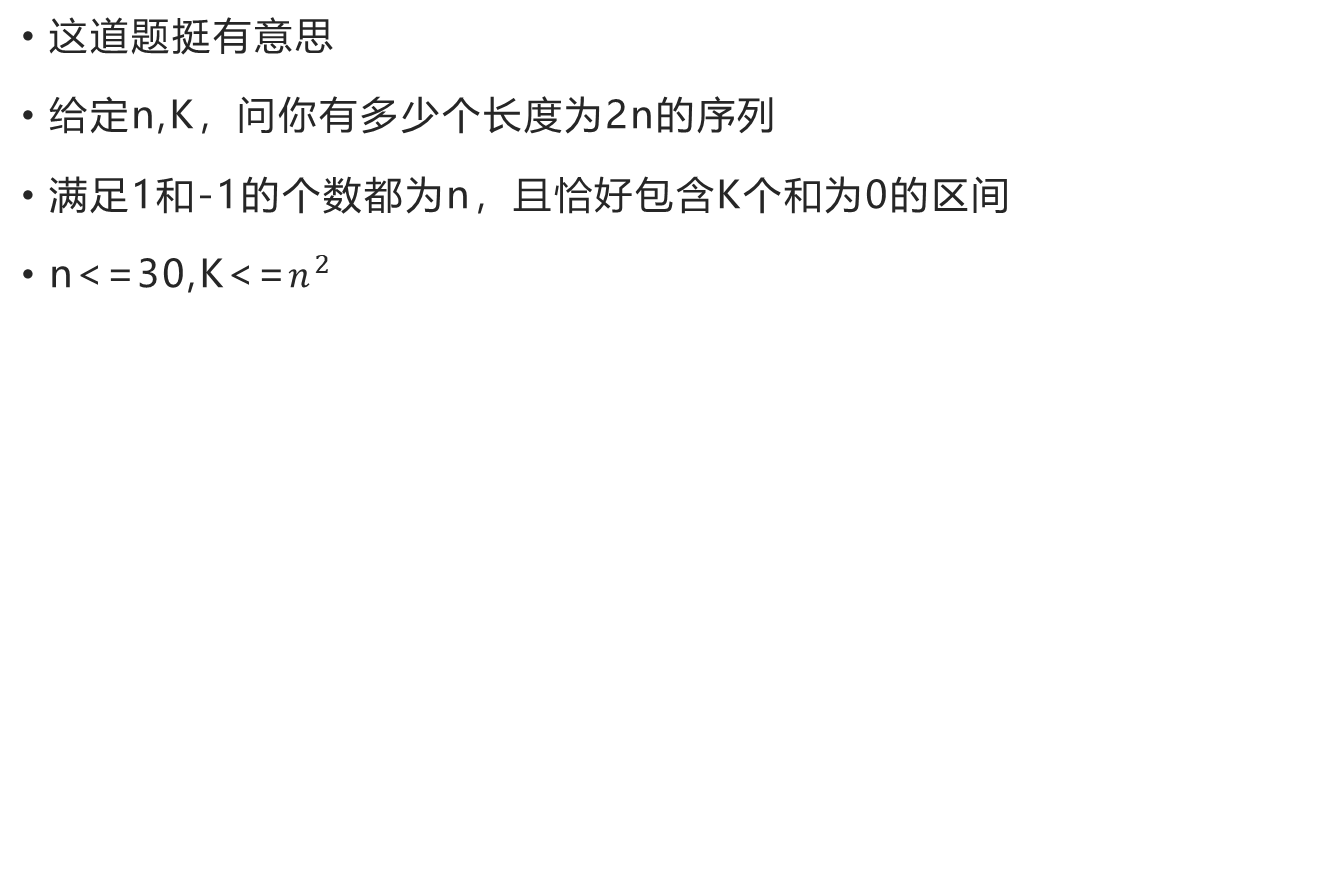 • 这道题挺有意思
• 给定n,K，问你有多少个长度为2n的序列
• 满足1和-1的个数都为n，且恰好包含K个和为0的区间
• n<=30,K<=n²